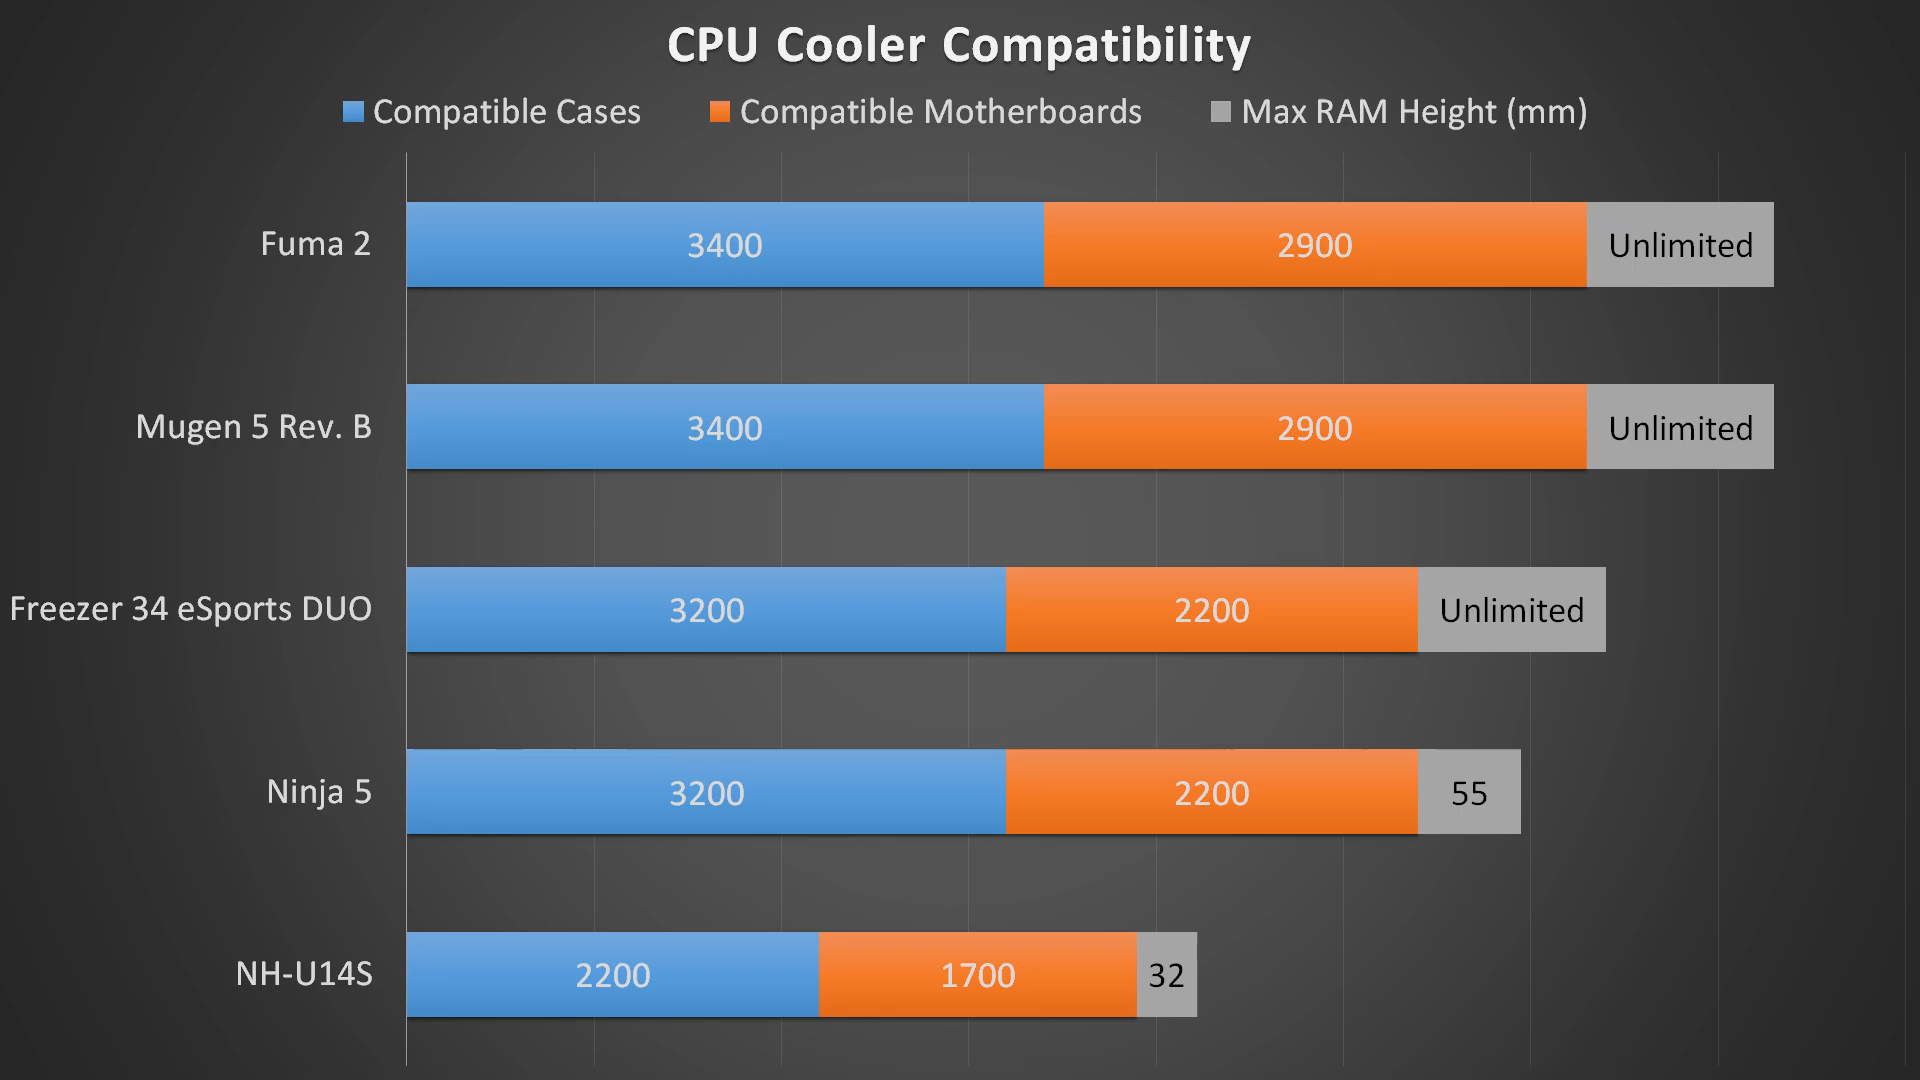 CPU Cooler Compatibility
Compatible Cases Compatible Motherboards Max RAM Height (mm)
Fuma 2 3400 2900 Unlimited
Mugen 5 Rev. B 3400 2900 Unlimited
Freezer 34 eSports DUO 3200 2200 Unlimited
Ninja 5 3200 2200 55
NH-U14S 2200 1700 32